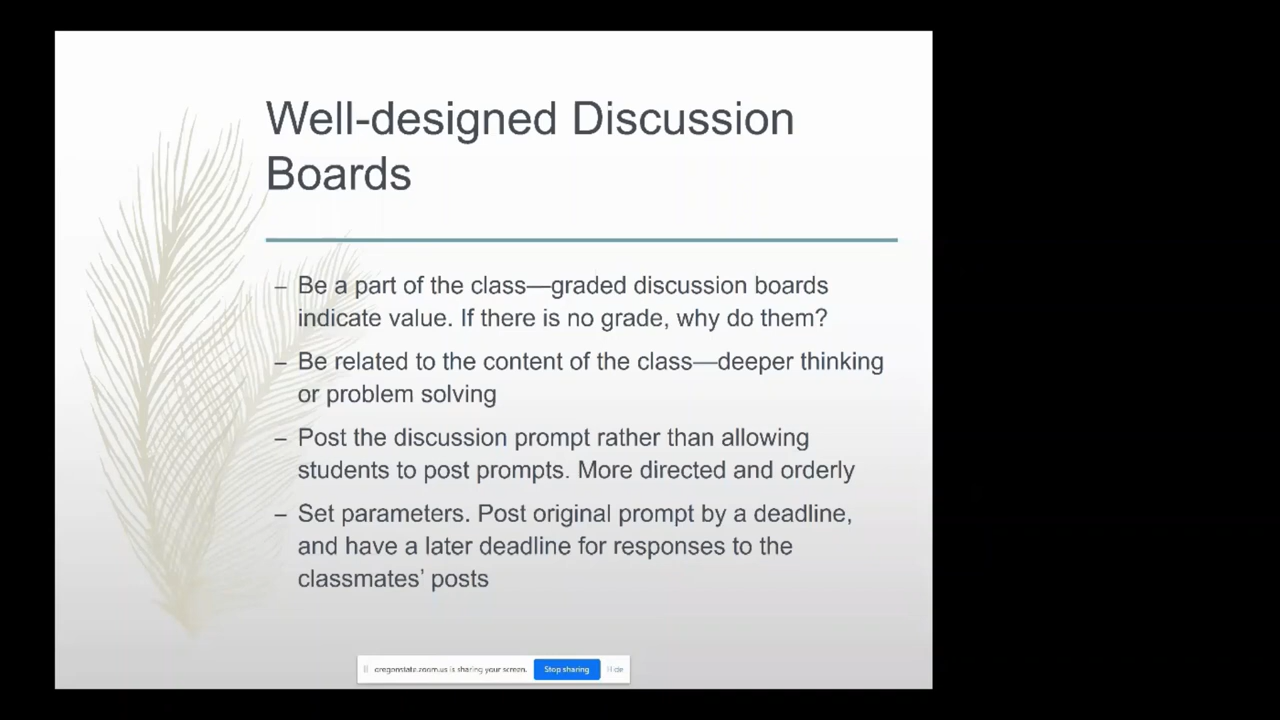 Well-designed Discussion
Boards
– Be a part of the class—graded discussion boards
indicate value. If there is no grade, why do them?
– Be related to the content of the class—deeper thinking
or problem solving
– Post the discussion prompt rather than allowing
students to post prompts. More directed and orderly
– Set parameters. Post original prompt by a deadline,
and have a later deadline for responses to the
classmates’ posts
oregonstate.zoom.us is sharing your screen. Stop sharing Hide